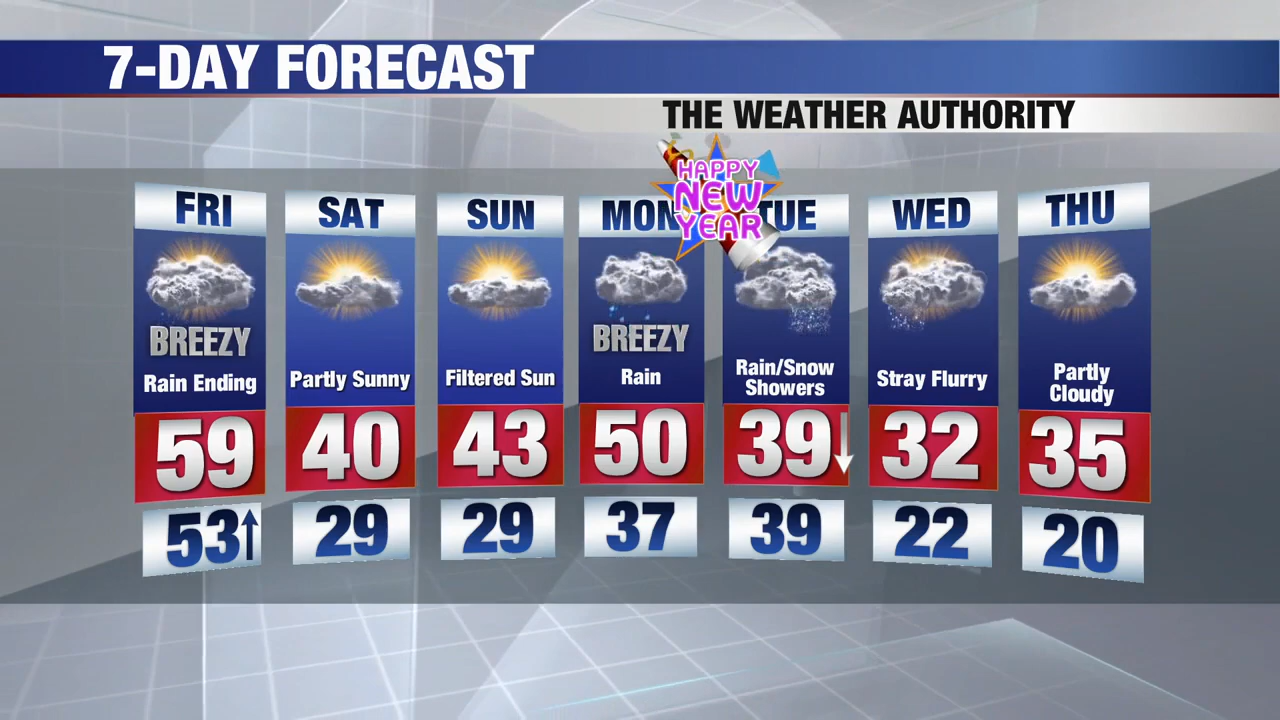 7-DAY FORECAST
THE WEATHER AUTHORITY
HAPPY
NEW
YEAR
FRI SAT SUN MON TUE WED THU
BREEZY BREEZY
Rain Ending Partly Sunny Filtered Sun Rain Rain/Snow Showers Stray Flurry Partly Cloudy
59 40 43 50 39 32 35
53 29 29 37 39 22 20